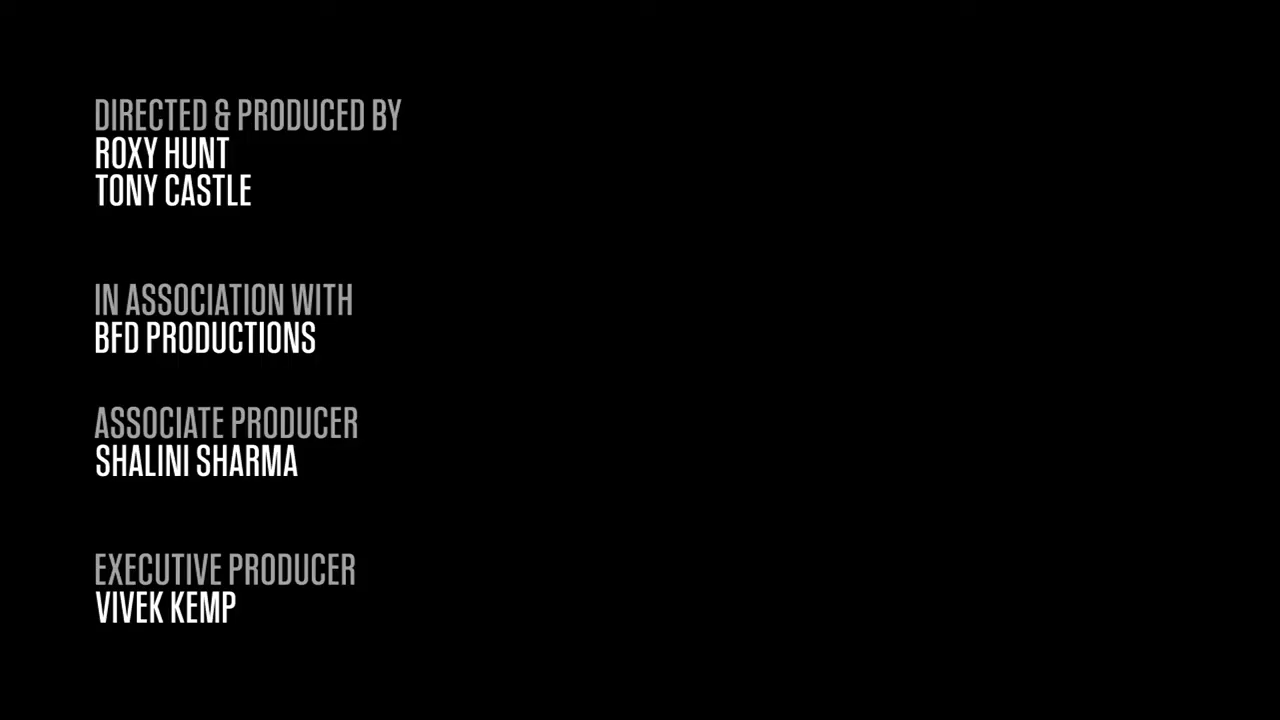 DIRECTED & PRODUCED BY
ROXY HUNT
TONY CASTLE
IN ASSOCIATION WITH
BFD PRODUCTIONS
ASSOCIATE PRODUCER
SHALINI SHARMA
EXECUTIVE PRODUCER
VIVEK KEMP